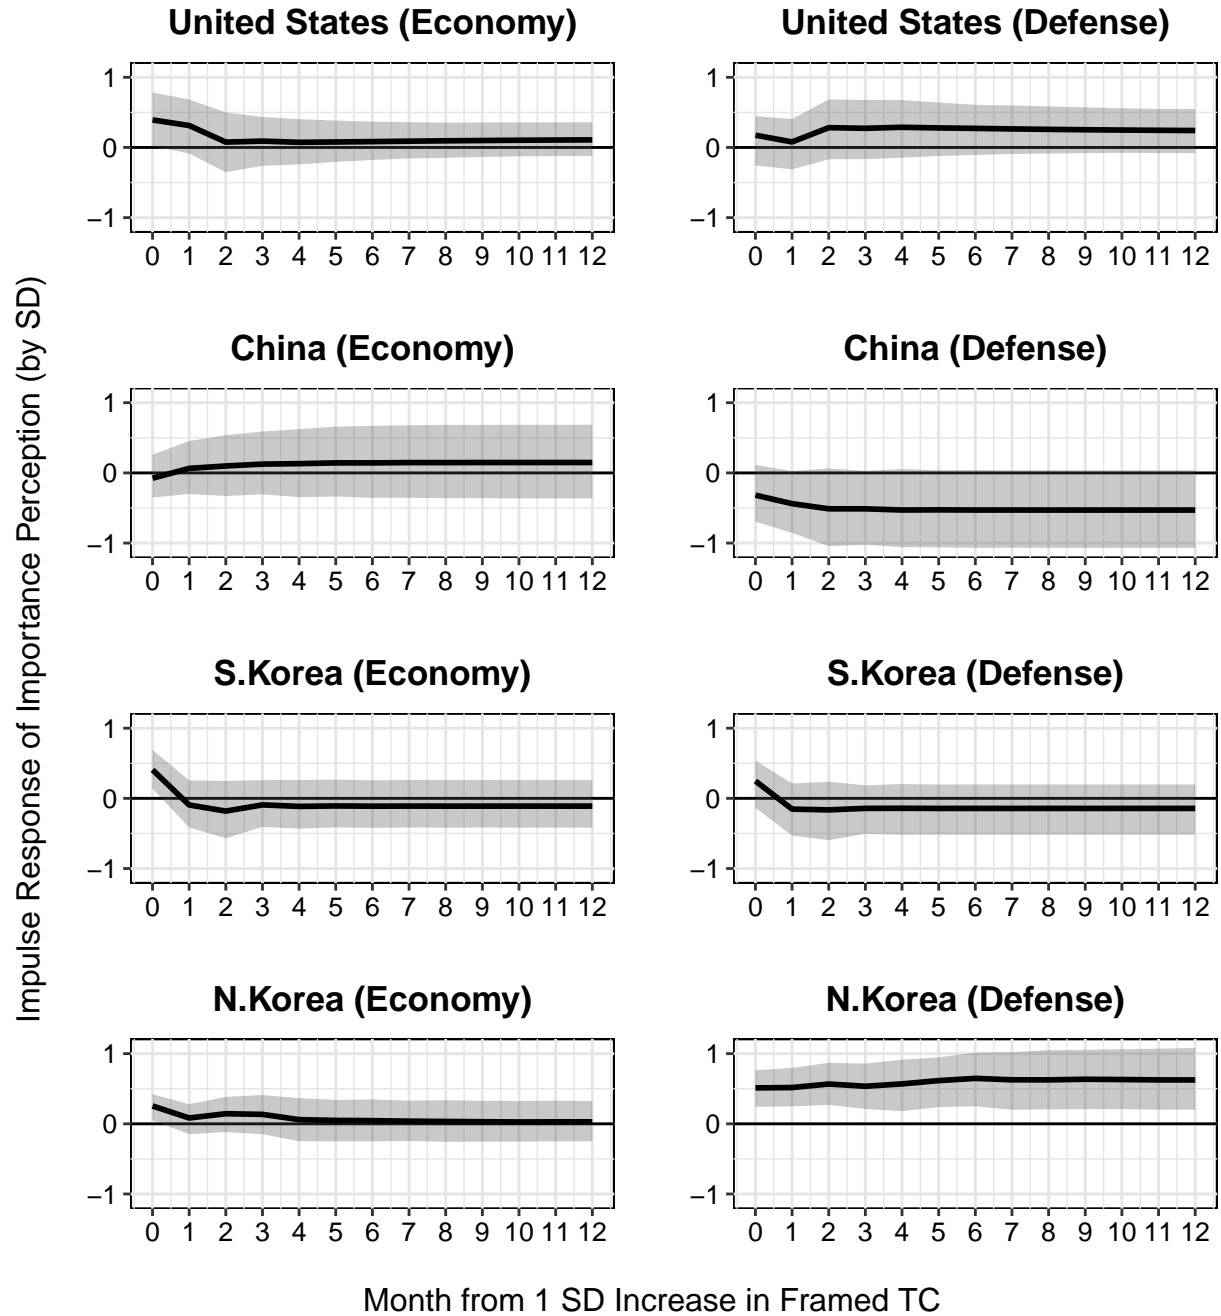 United States (Economy)
1
0
−1
0 1 2 3 4 5 6 7 8 9 10 11 12
United States (Defense)
1
0
−1
0 1 2 3 4 5 6 7 8 9 10 11 12
China (Economy)
1
0
−1
0 1 2 3 4 5 6 7 8 9 10 11 12
China (Defense)
1
0
−1
0 1 2 3 4 5 6 7 8 9 10 11 12
S.Korea (Economy)
1
0
−1
0 1 2 3 4 5 6 7 8 9 10 11 12
S.Korea (Defense)
1
0
−1
0 1 2 3 4 5 6 7 8 9 10 11 12
N.Korea (Economy)
1
0
−1
0 1 2 3 4 5 6 7 8 9 10 11 12
N.Korea (Defense)
1
0
−1
0 1 2 3 4 5 6 7 8 9 10 11 12
Impulse Response of Importance Perception (by SD)
Month from 1 SD Increase in Framed TC